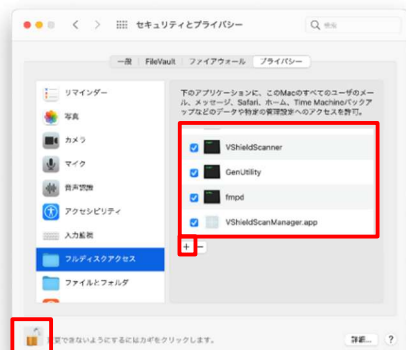 セキュリティとプライバシー
検索
一般 FileVault ファイアウォール プライバシー
リマインダー
写真
カメラ
マイク
音声認識
アクセシビリティ
入力監視
フルディスクアクセス
ファイルとフォルダ
下のアプリケーションに、このMacのすべてのユーザのメー
ル、メッセージ、Safari、ホーム、Time Machineバックア
ップなどのデータや特定の管理設定へのアクセスを許可。
VShieldScanner
GenUtility
fmpd
VShieldScanManager.app
+ −
変更できないようにするにはカギをクリックします。
詳細... ?